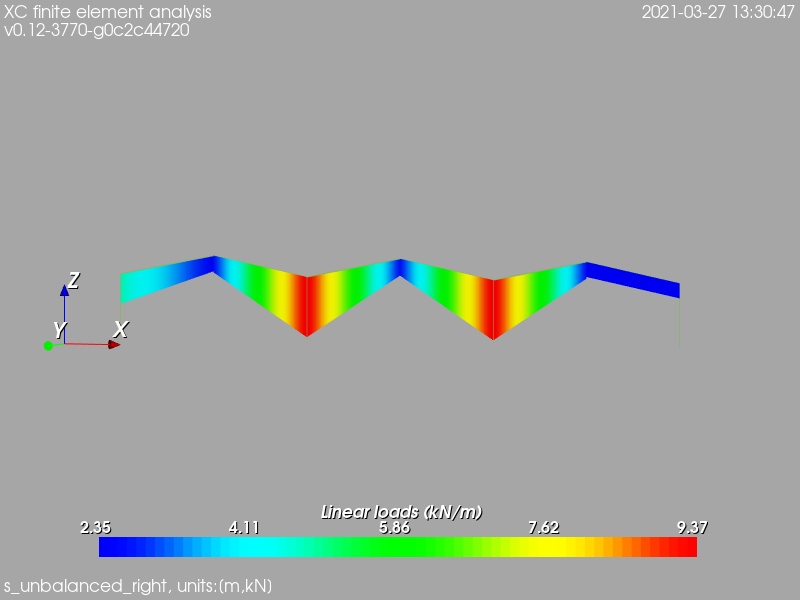 XC finite element analysis
2021-03-27 13:30:47
v0.12-3770-g0c2c44720
Z
Y
X
Linear loads (kN/m)
2.35
4.11
5.86
7.62
9.37
s_unbalanced_right, units:[m,kN]